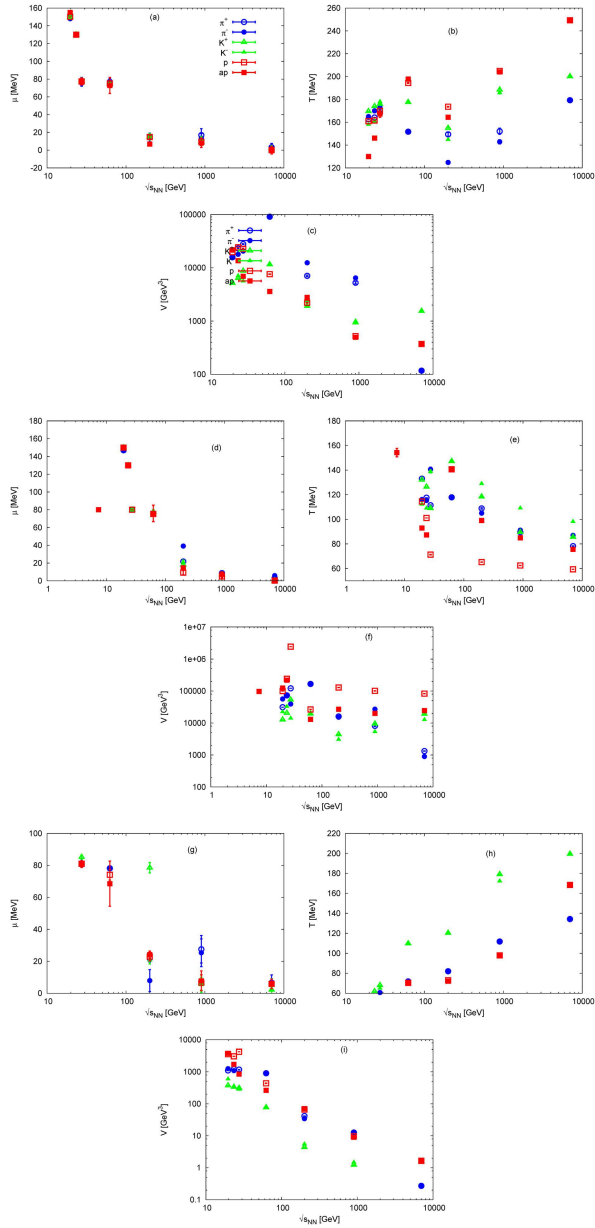 (a)
μ [MeV]
160
140
120
100
80
60
40
20
0
-20
π⁺
π⁻
K⁺
K⁻
p
ap
10 100 1000 10000
√sNN [GeV]
(b)
T [MeV]
260
240
220
200
180
160
140
120
10 100 1000 10000
√sNN [GeV]
(c)
V [GeV³]
100000
10000
1000
100
π⁺
π⁻
K
K
p
ap
10 100 1000 10000
√sNN [GeV]
(d)
μ [MeV]
180
160
140
120
100
80
60
40
20
0
1 10 100 1000 10000
√sNN [GeV]
(e)
T [MeV]
180
160
140
120
100
80
60
40
1 10 100 1000 10000
√sNN [GeV]
(f)
V [GeV³]
1e+07
1e+06
100000
10000
1000
100
1 10 100 1000 10000
√sNN [GeV]
(g)
μ [MeV]
100
80
60
40
20
0
10 100 1000 10000
√sNN [GeV]
(h)
T [MeV]
220
200
180
160
140
120
100
80
60
10 100 1000 10000
√sNN [GeV]
(i)
V [GeV³]
10000
1000
100
10
1
0.1
10 100 1000 10000
√sNN [GeV]